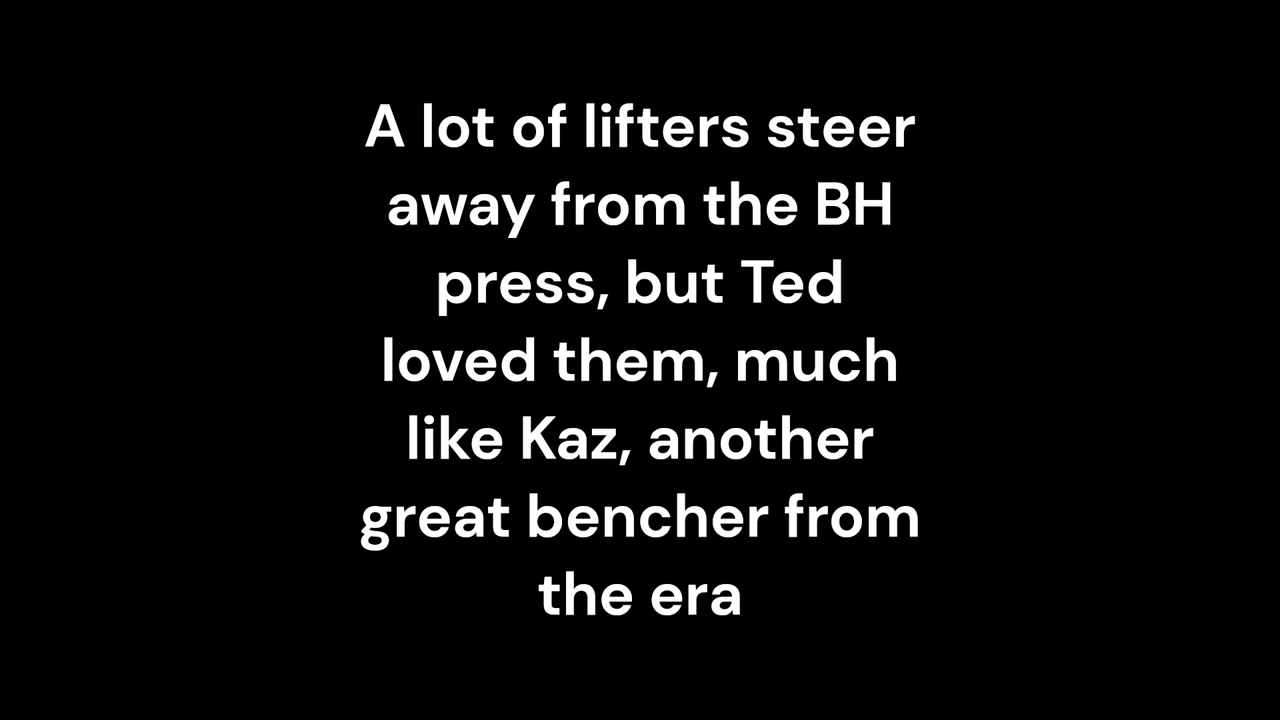 A lot of lifters steer
away from the BH
press, but Ted
loved them, much
like Kaz, another
great bencher from
the era